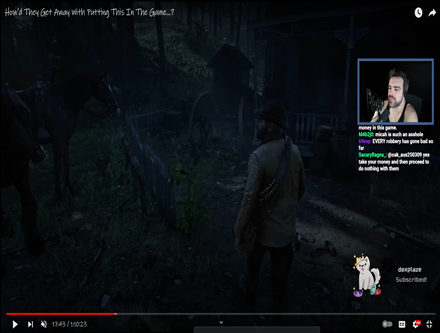 How'd They Get Away With Putting This In The Game...?
money in this game.
micah is such an asshole
EVERY robbery has gone bad so
far
@oak_aus250309 yes
take your money and then proceed to
do nothing with them
dexplaze
Subscribed!
17:43 / 1:10:23